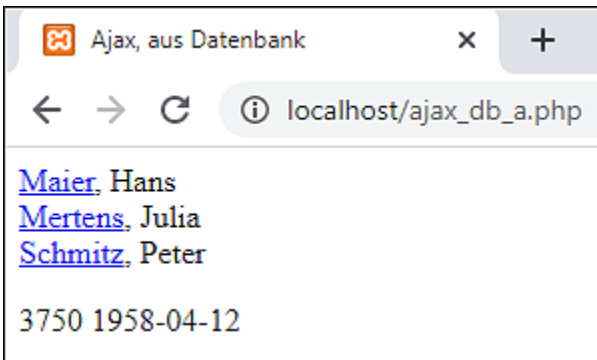 Ajax, aus Datenbank
localhost/ajax_db_a.php
Maier, Hans
Mertens, Julia
Schmitz, Peter
3750 1958-04-12